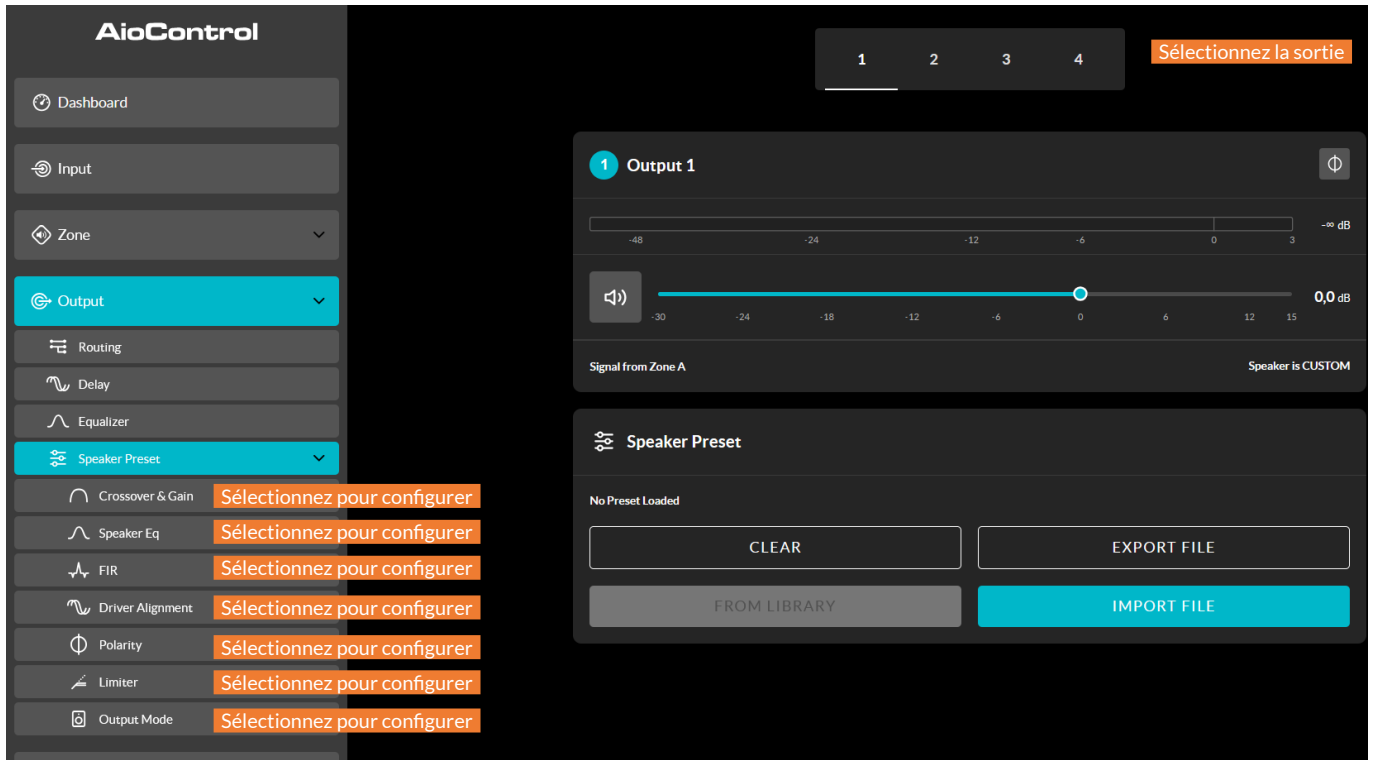 AioControl
Dashboard
Input
Zone
Output
Routing
Delay
Equalizer
Speaker Preset
Crossover & Gain Sélectionnez pour configurer
Speaker Eq Sélectionnez pour configurer
FIR Sélectionnez pour configurer
Driver Alignment Sélectionnez pour configurer
Polarity Sélectionnez pour configurer
Limiter Sélectionnez pour configurer
Output Mode Sélectionnez pour configurer
1 2 3 4 Sélectionnez la sortie
1 Output 1
-∞ dB
-48 -24 -12 -6 0 3
0,0 dB
-30 -24 -18 -12 -6 0 6 12 15
Signal from Zone A Speaker is CUSTOM
Speaker Preset
No Preset Loaded
CLEAR EXPORT FILE
FROM LIBRARY IMPORT FILE